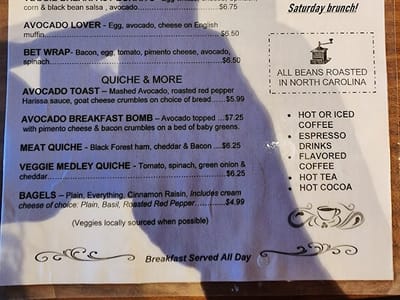 corn & black bean salsa , avocado..................$6.75
AVOCADO LOVER - Egg, avocado, cheese on English
muffin.......................................................$6.50
BET WRAP- Bacon, egg, tomato, pimento cheese, avocado,
spinach.....................................................$6.50
QUICHE & MORE
AVOCADO TOAST – Mashed Avocado, roasted red pepper
Harissa sauce, goat cheese crumbles on choice of bread......$5.99
AVOCADO BREAKFAST BOMB – Avocado topped ...$7.25
with pimento cheese & bacon crumbles on a bed of baby greens.
MEAT QUICHE - Black Forest ham, cheddar & Bacon ....$6.25
VEGGIE MEDLEY QUICHE - Tomato, spinach, green onion &
cheddar.....................................................$6.25
BAGELS – Plain, Everything, Cinnamon Raisin, Includes cream
cheese of choice: Plain, Basil, Roasted Red Pepper........$4.99
(Veggies locally sourced when possible)
Breakfast Served All Day
Saturday brunch!
ALL BEANS ROASTED
IN NORTH CAROLINA
• HOT OR ICED
COFFEE
• ESPRESSO
DRINKS
• FLAVORED
COFFEE
• HOT TEA
• HOT COCOA